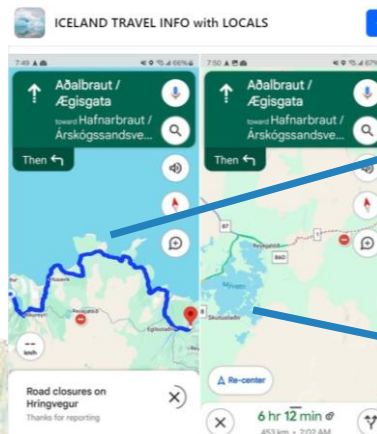 ICELAND TRAVEL INFO with LOCALS
7:49
66%
Aðalbraut /
Ægisgata
toward Hafnarbraut /
Árskógssandsve...
Then
--
km/h
Road closures on
Hringvegur
Thanks for reporting
7:50
67%
Aðalbraut /
Ægisgata
toward Hafnarbraut /
Árskógssandsve...
Then
87
1
Reykjahlíð
860
Mývatn
Skútustaðir
Re-center
6 hr 12 min
453 km • 2:02 AM